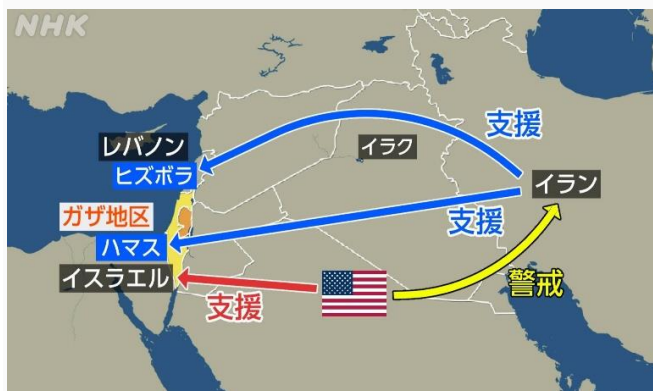 NHK
支援
レバノン
ヒズボラ
イラク
イラン
ガザ地区
ハマス
支援
イスラエル
支援
警戒